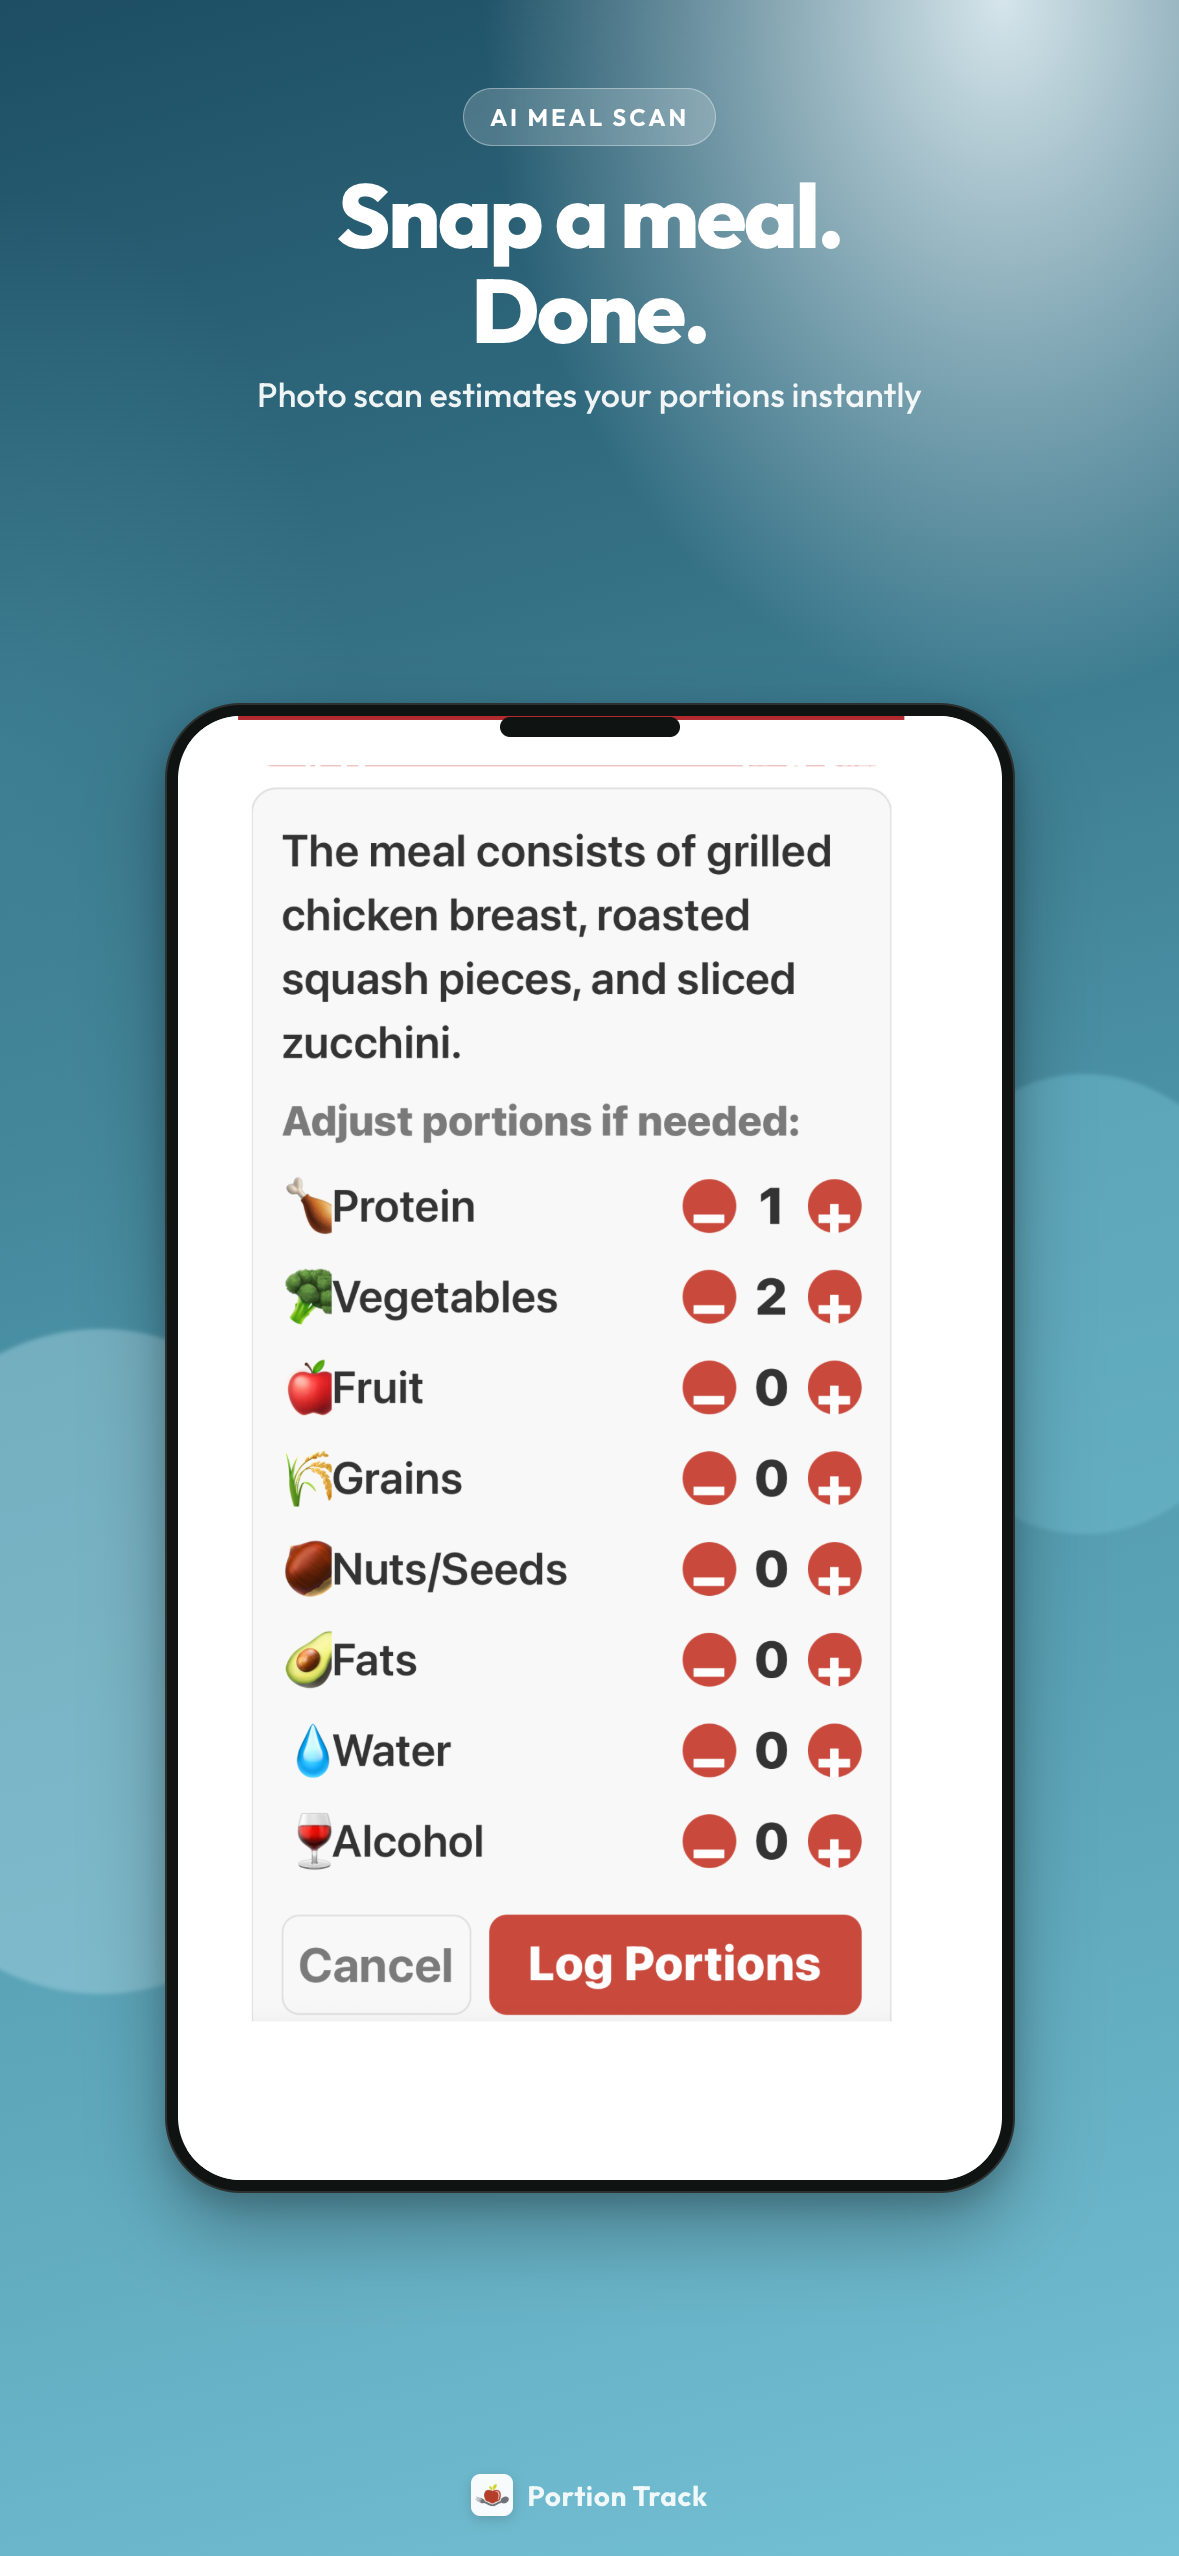 AI MEAL SCAN
Snap a meal.
Done.
Photo scan estimates your portions instantly
The meal consists of grilled
chicken breast, roasted
squash pieces, and sliced
zucchini.
Adjust portions if needed:
Protein − 1 +
Vegetables − 2 +
Fruit − 0 +
Grains − 0 +
Nuts/Seeds − 0 +
Fats − 0 +
Water − 0 +
Alcohol − 0 +
Cancel Log Portions
Portion Track